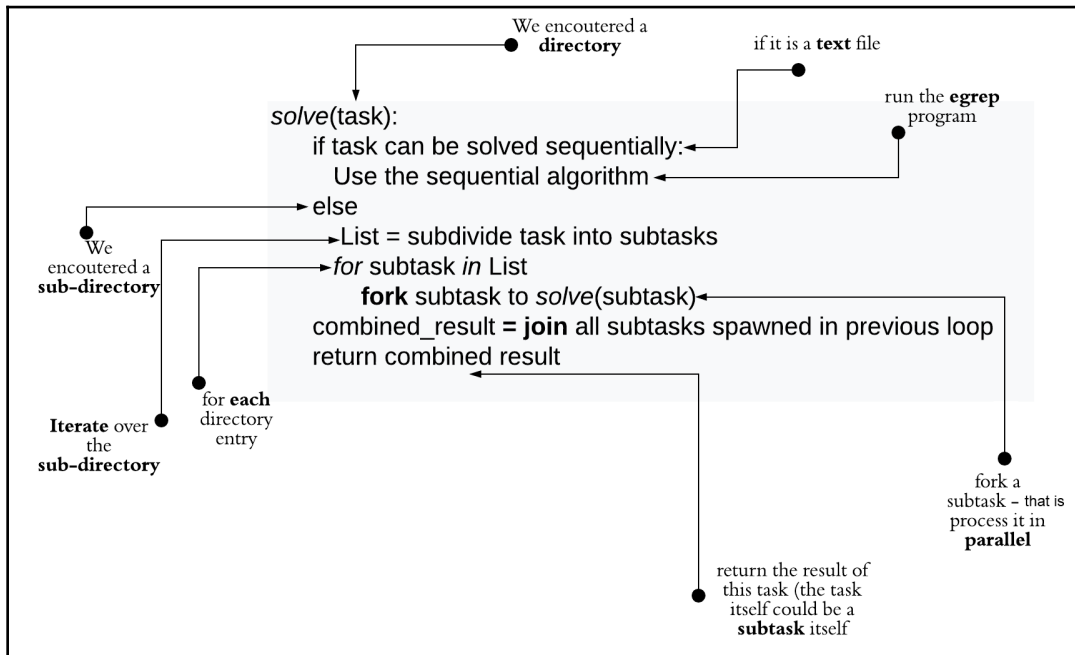 We encoutered a
directory
if it is a text file
run the egrep
program
solve(task):
if task can be solved sequentially:
Use the sequential algorithm
else
List = subdivide task into subtasks
for subtask in List
fork subtask to solve(subtask)
combined_result = join all subtasks spawned in previous loop
return combined result
We
encoutered a
sub-directory
Iterate over
the
sub-directory
for each
directory
entry
fork a
subtask – that is
process it in
parallel
return the result of
this task (the task
itself could be a
subtask itself